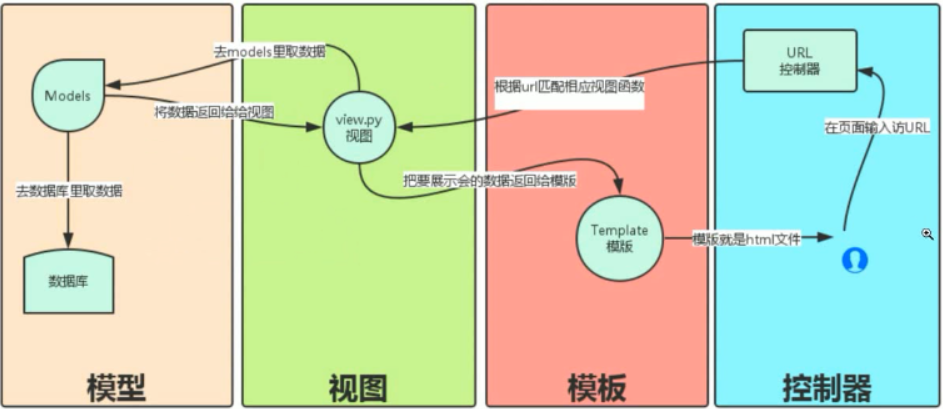 去models里取数据
Models
将数据返回给给视图
去数据库里取数据
数据库
模型
view.py
视图
把要展示会的数据返回给模版
视图
根据url匹配相应视图函数
Template
模版
模版就是html文件
模板
URL
控制器
在页面输入访URL
控制器